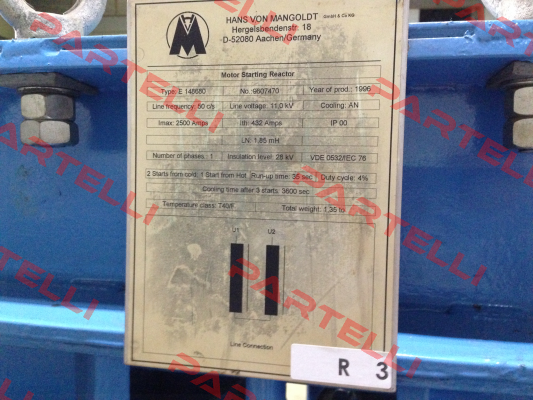 HANS VON MANGOLDT GmbH & Co KG
Hergelsbendenstr. 18
D-52080 Aachen/Germany
M
Motor Starting Reactor
Type: E 148680 No.:9607470 Year of prod.: 1996
Line frequency: 50 c/s Line voltage: 11,0 kV Cooling: AN
Imax: 2500 Amps Ith: 432 Amps IP 00
LN: 1,85 mH
Number of phases: 1 Insulation level: 28 kV VDE 0532/IEC 76
2 Starts from cold; 1 Start from Hot Run-up time: 35 sec Duty cycle: 4%
Cooling time after 3 starts: 3600 sec
Temperature class: T40/F Total weight: 1,35 to
U1 U2
Line Connection
R 3
PARTELLI
PARTELLI
PARTELLI
PARTELLI
PARTELLI